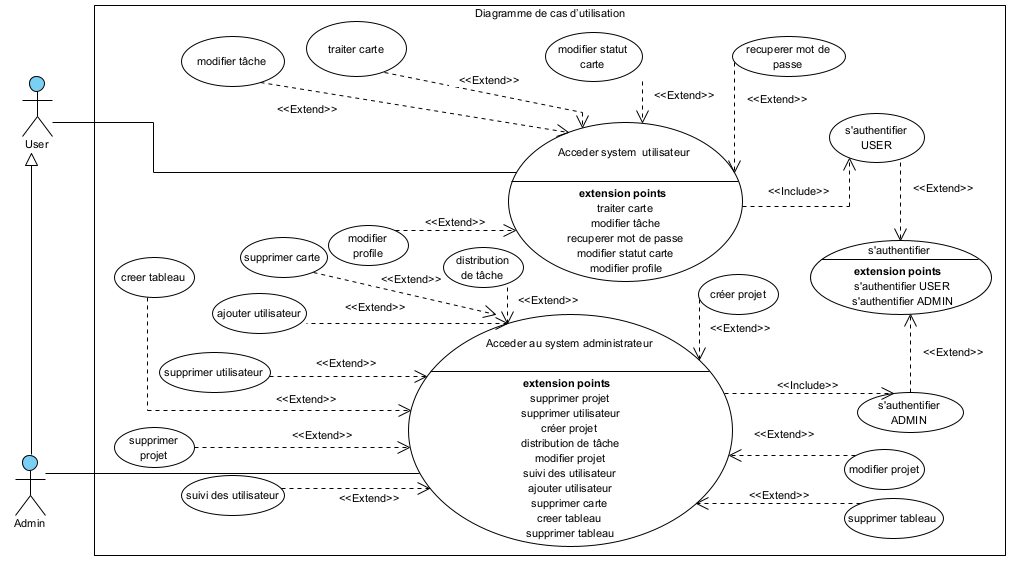 Diagramme de cas d'utilisation
modifier tâche
traiter carte
modifier statut
carte
recuperer mot de
passe
<<Extend>>
<<Extend>>
<<Extend>>
<<Extend>>
User
s'authentifier
USER
Acceder system utilisateur
extension points
traiter carte
modifier tâche
recuperer mot de passe
modifier statut carte
modifier profile
<<Include>>
<<Extend>>
<<Extend>>
modifier
profile
supprimer carte
<<Extend>>
distribution
de tâche
s'authentifier
extension points
s'authentifier USER
s'authentifier ADMIN
creer tableau
ajouter utilisateur
<<Extend>>
<<Extend>>
créer projet
<<Extend>>
Acceder au system administrateur
extension points
supprimer projet
supprimer utilisateur
créer projet
distribution de tâche
modifier projet
suivi des utilisateur
ajouter utilisateur
supprimer carte
creer tableau
supprimer tableau
<<Extend>>
supprimer utilisateur
<<Extend>>
<<Extend>>
<<Include>>
s'authentifier
ADMIN
supprimer
projet
<<Extend>>
<<Extend>>
modifier projet
suivi des utilisateur
<<Extend>>
<<Extend>>
supprimer tableau
Admin